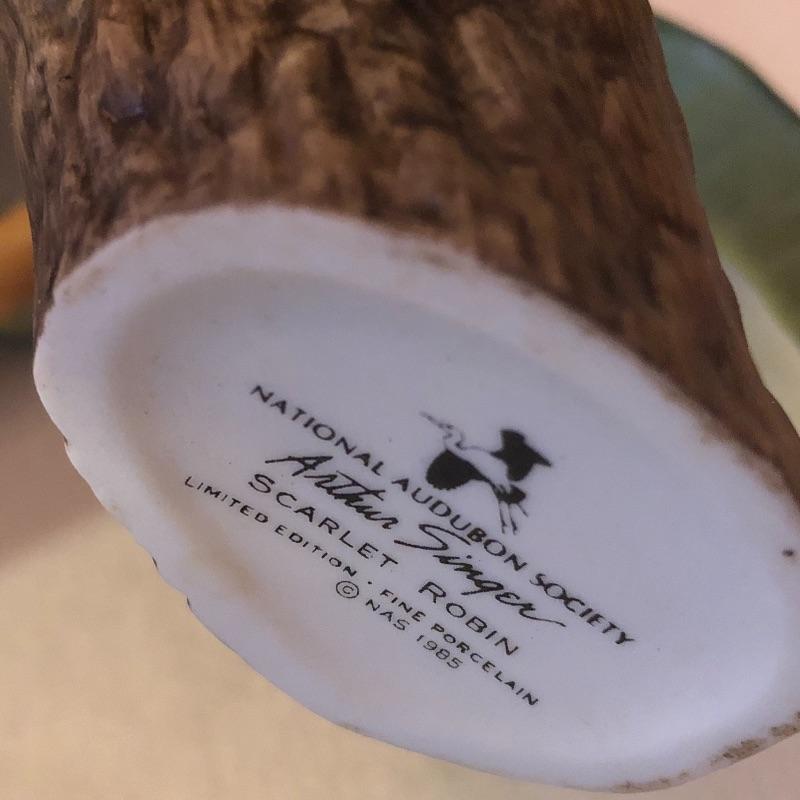 NATIONAL AUDUBON SOCIETY
Arthur Singer
SCARLET ROBIN
LIMITED EDITION · FINE PORCELAIN
© NAS 1985